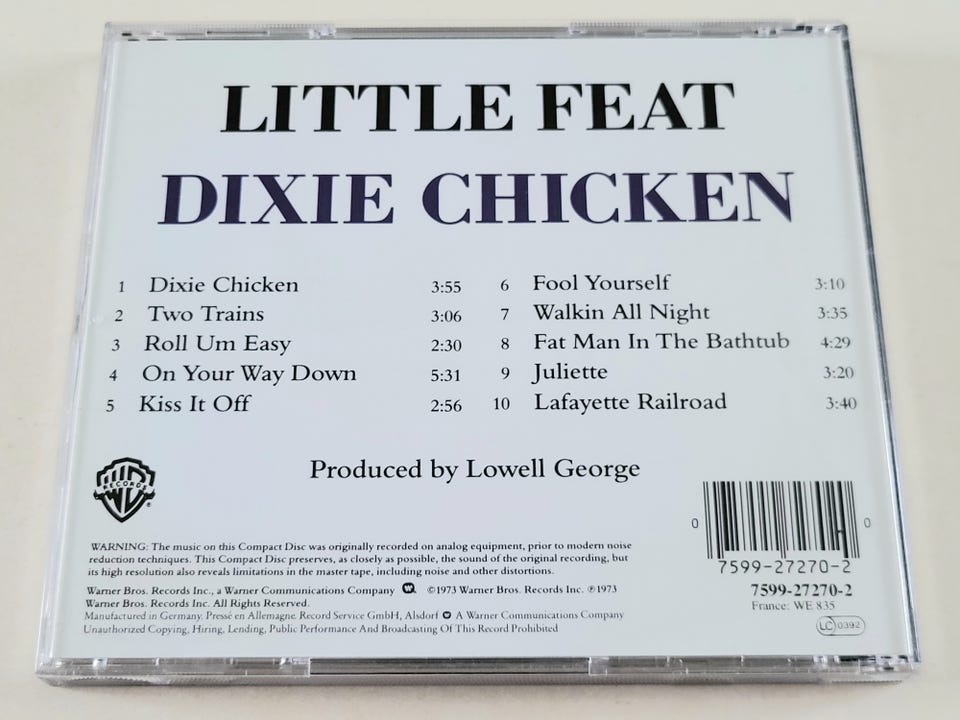 LITTLE FEAT
DIXIE CHICKEN
1 Dixie Chicken 3:55
2 Two Trains 3:06
3 Roll Um Easy 2:30
4 On Your Way Down 5:31
5 Kiss It Off 2:56
6 Fool Yourself 3:10
7 Walkin All Night 3:35
8 Fat Man In The Bathtub 4:29
9 Juliette 3:20
10 Lafayette Railroad 3:40
Produced by Lowell George
WB RECORDS ®
WARNING: The music on this Compact Disc was originally recorded on analog equipment, prior to modern noise
reduction techniques. This Compact Disc preserves, as closely as possible, the sound of the original recording, but
its high resolution also reveals limitations in the master tape, including noise and other distortions.
Warner Bros. Records Inc., a Warner Communications Company ©1973 Warner Bros. Records Inc. ℗1973
Warner Bros. Records Inc. All Rights Reserved.
Manufactured in Germany. Pressé en Allemagne. Record Service GmbH, Alsdorf A Warner Communications Company
Unauthorized Copying, Hiring, Lending, Public Performance And Broadcasting Of This Record Prohibited
0 7599-27270-2 0
7599-27270-2
France: WE 835
LC 0392